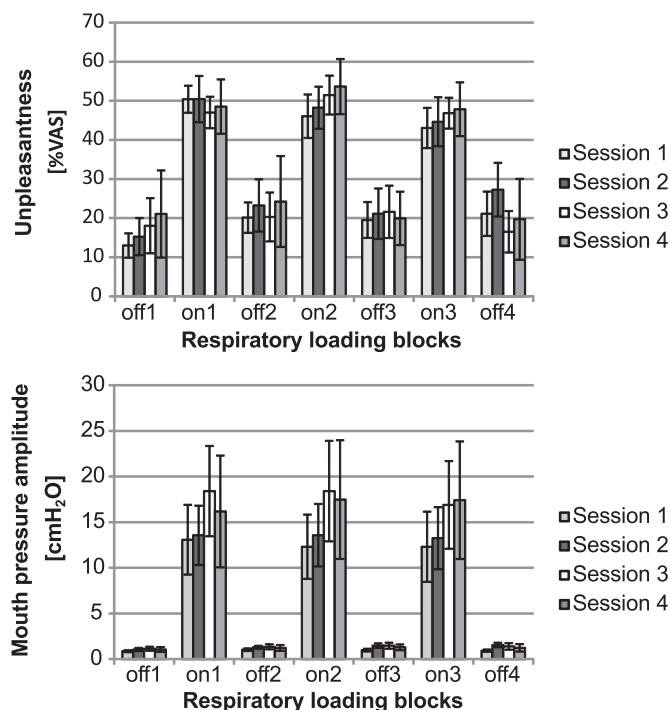 70
60
50
40
30
20
10
0
Unpleasantness
[%VAS]
off1 on1 off2 on2 off3 on3 off4
Respiratory loading blocks
Session 1
Session 2
Session 3
Session 4
30
25
20
15
10
5
0
Mouth pressure amplitude
[cmH₂O]
off1 on1 off2 on2 off3 on3 off4
Respiratory loading blocks
Session 1
Session 2
Session 3
Session 4